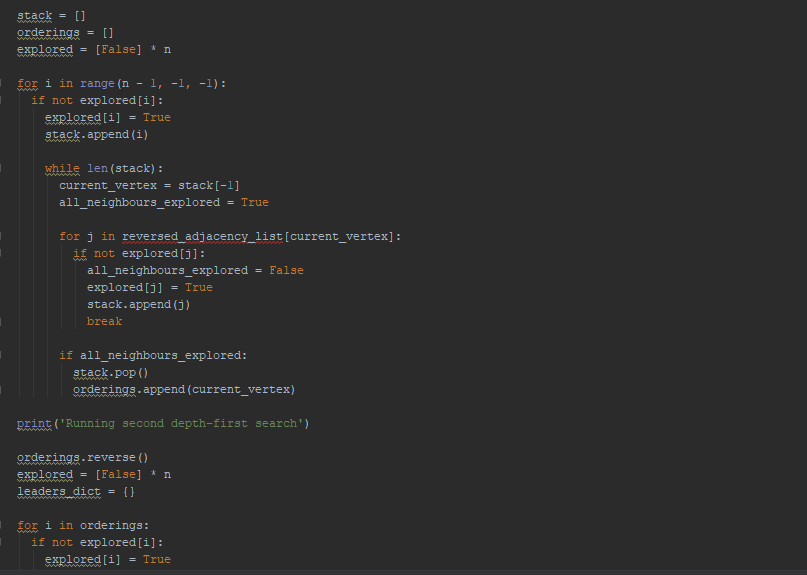 stack = []
orderings = []
explored = [False] * n
for i in range(n - 1, -1, -1):
if not explored[i]:
explored[i] = True
stack.append(i)
while len(stack):
current_vertex = stack[-1]
all_neighbours_explored = True
for j in reversed_adjacency_list[current_vertex]:
if not explored[j]:
all_neighbours_explored = False
explored[j] = True
stack.append(j)
break
if all_neighbours_explored:
stack.pop()
orderings.append(current_vertex)
print('Running second depth-first search')
orderings.reverse()
explored = [False] * n
leaders_dict = {}
for i in orderings:
if not explored[i]:
explored[i] = True